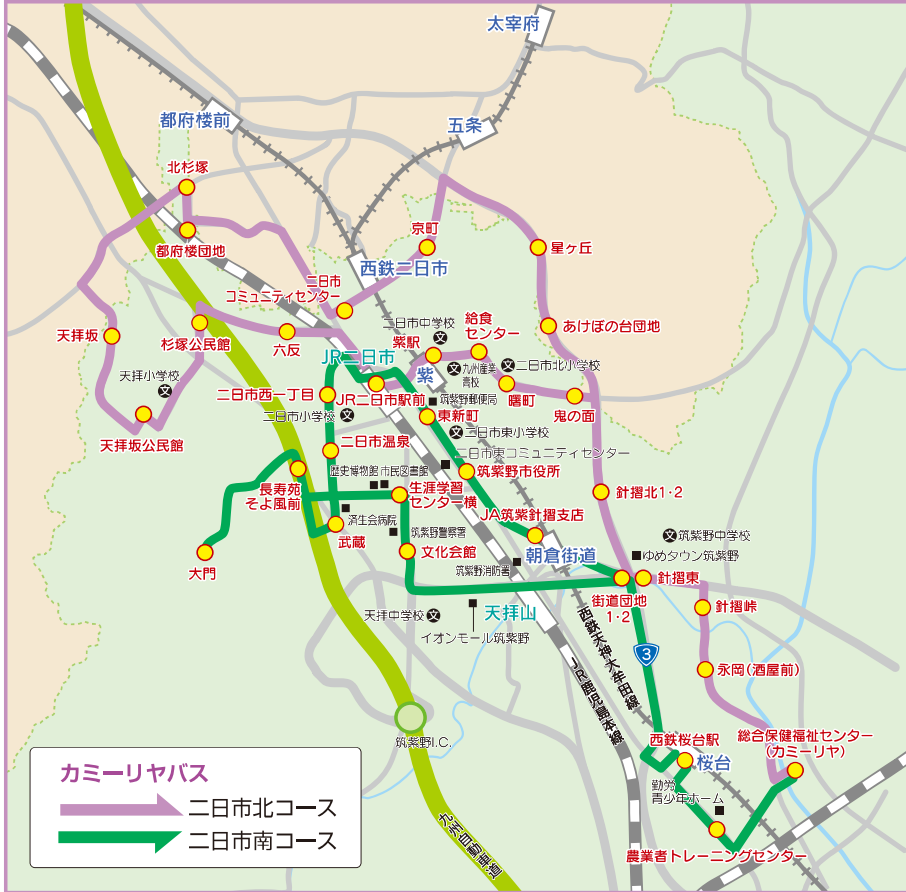 太宰府
都府楼前
五条
北杉塚
京町
都府楼団地
西鉄二日市
星ヶ丘
二日市
コミュニティセンター
二日市中学校
給食
センター
あけぼの台団地
天拝坂
杉塚公民館
六反
紫駅
JR二日市
九州産業
高校
二日市北小学校
紫
天拝小学校
二日市西一丁目
JR二日市駅前
筑紫野郵便局
曙町
鬼の面
二日市小学校
東新町
二日市東小学校
天拝坂公民館
二日市温泉
二日市東コミュニティセンター
歴史博物館
市民図書館
筑紫野市役所
長寿苑
そよ風前
生涯学習
センター横
針摺北1・2
済生会病院
JA筑紫針摺支店
武蔵
筑紫野警察署
筑紫野中学校
大門
文化会館
朝倉街道
ゆめタウン筑紫野
筑紫野消防署
針摺東
街道団地
1・2
天拝中学校
天拝山
針摺峠
イオンモール筑紫野
西鉄天神大牟田線
3
永岡(酒屋前)
JR鹿児島本線
筑紫野I.C.
西鉄桜台駅
総合保健福祉センター
(カミーリヤ)
桜台
カミーリヤバス
勤労
青少年ホーム
二日市北コース
二日市南コース
九州自動車道
農業者トレーニングセンター